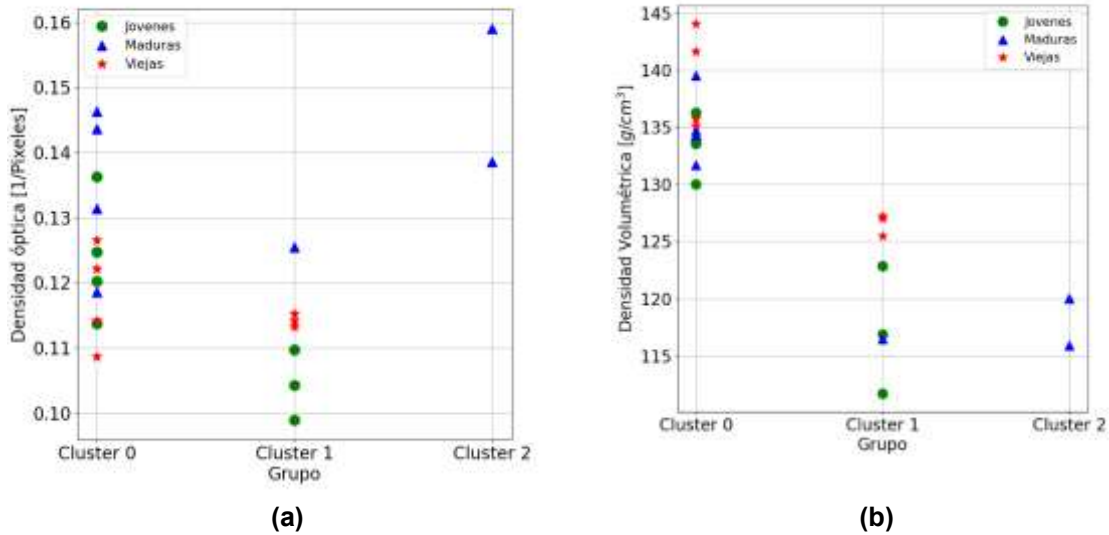 0.16
0.15
0.14
0.13
0.12
0.11
0.10
Densidad óptica [1/Pixeles]
Jovenes
Maduras
Viejas
Cluster 0 Cluster 1 Cluster 2
Grupo
(a)
145
140
135
130
125
120
115
Densidad Volumétrica [g/cm³]
Jovenes
Maduras
Viejas
Cluster 0 Cluster 1 Cluster 2
Grupo
(b)